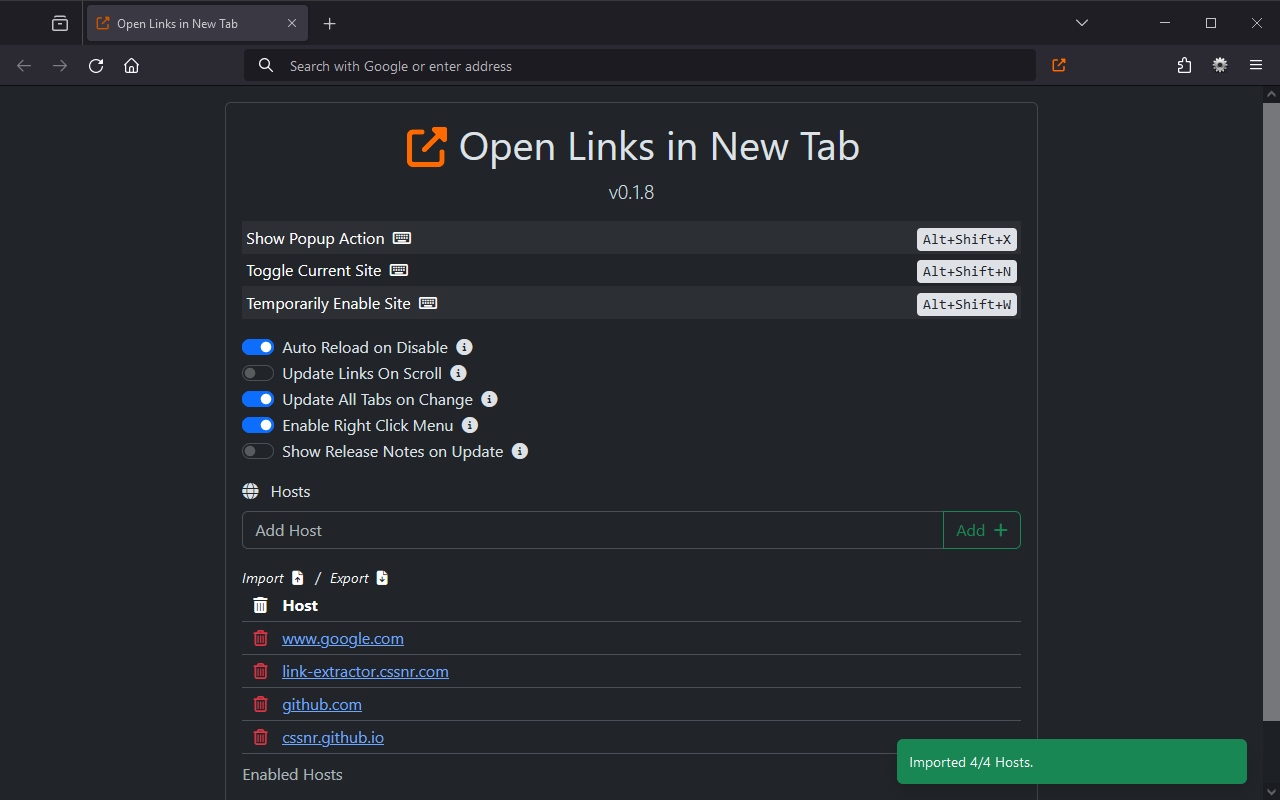 Open Links in New Tab
Search with Google or enter address
Open Links in New Tab
v0.1.8
Show Popup Action Alt+Shift+X
Toggle Current Site Alt+Shift+N
Temporarily Enable Site Alt+Shift+W
Auto Reload on Disable
Update Links On Scroll
Update All Tabs on Change
Enable Right Click Menu
Show Release Notes on Update
Hosts
Add Host Add +
Import / Export
Host
www.google.com
link-extractor.cssnr.com
github.com
cssnr.github.io
Imported 4/4 Hosts.
Enabled Hosts